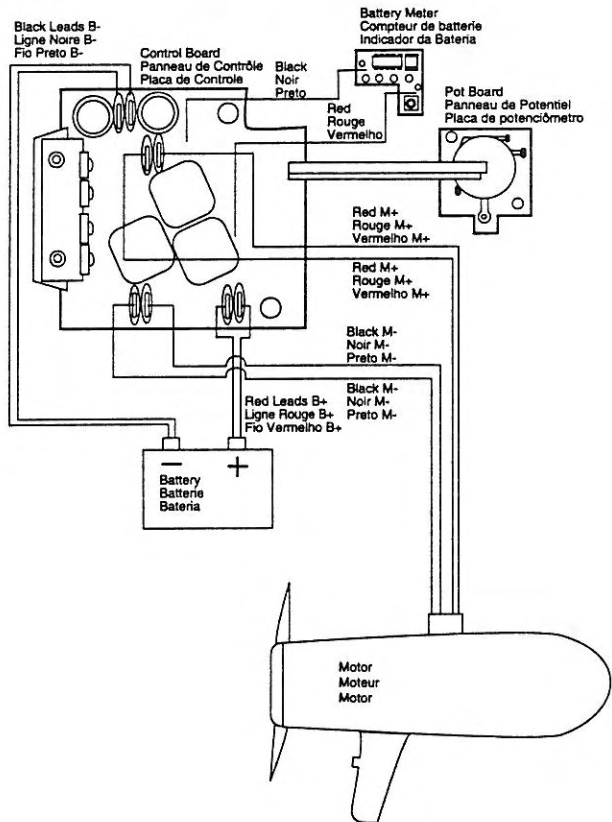 Black Leads B-
Ligne Noire B-
Fio Preto B-
Control Board
Panneau de Contrôle
Placa de Controle
Black
Noir
Preto
Battery Meter
Compteur de batterie
Indicador da Bateria
Red
Rouge
Vermelho
Pot Board
Panneau de Potentiel
Placa de potenciômetro
Red M+
Rouge M+
Vermelho M+
Red M+
Rouge M+
Vermelho M+
Black M-
Noir M-
Preto M-
Black M-
Noir M-
Preto M-
Red Leads B+
Ligne Rouge B+
Fio Vermelho B+
− +
Battery
Batterie
Bateria
Motor
Moteur
Motor